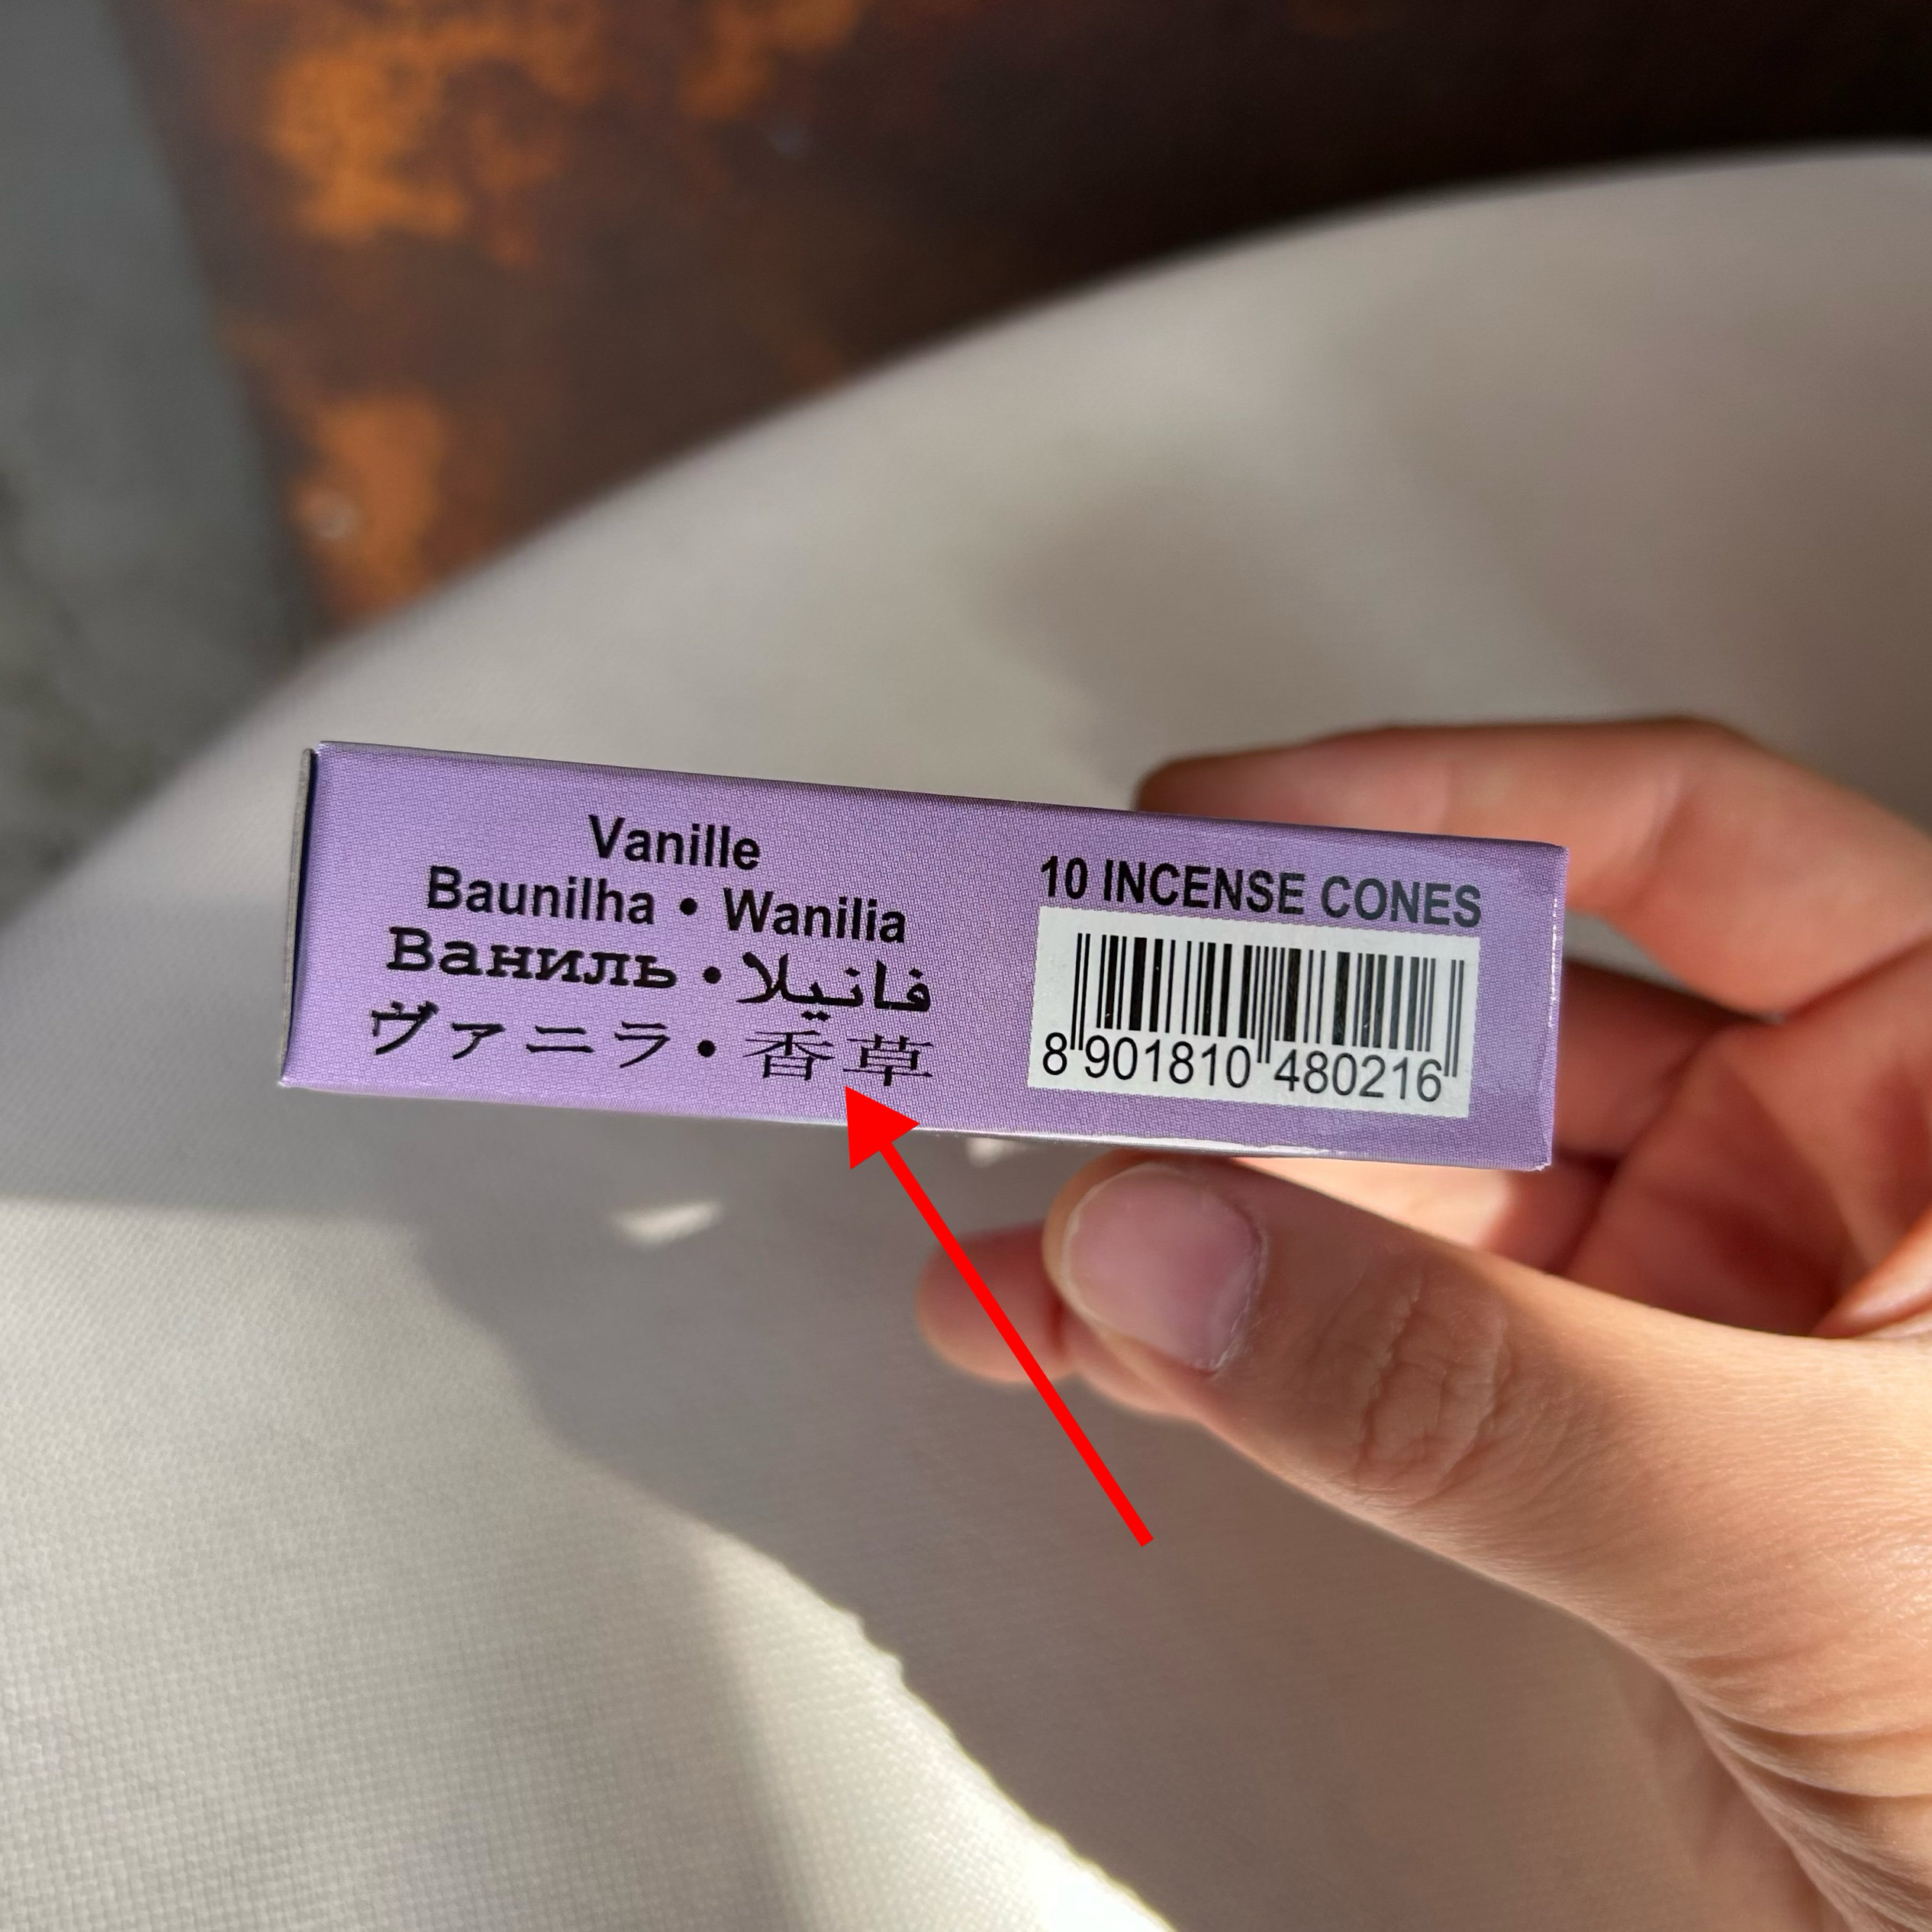 Vanille
Baunilha • Wanilia
Ваниль • فانيلا
ヴァニラ • 香草
10 INCENSE CONES
8 901810 480216